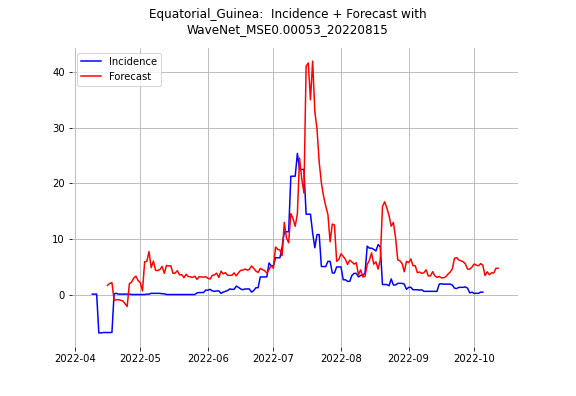 Equatorial_Guinea:  Incidence + Forecast with
WaveNet_MSE0.00053_20220815
Incidence
Forecast
40
30
20
10
0
2022-04 2022-05 2022-06 2022-07 2022-08 2022-09 2022-10